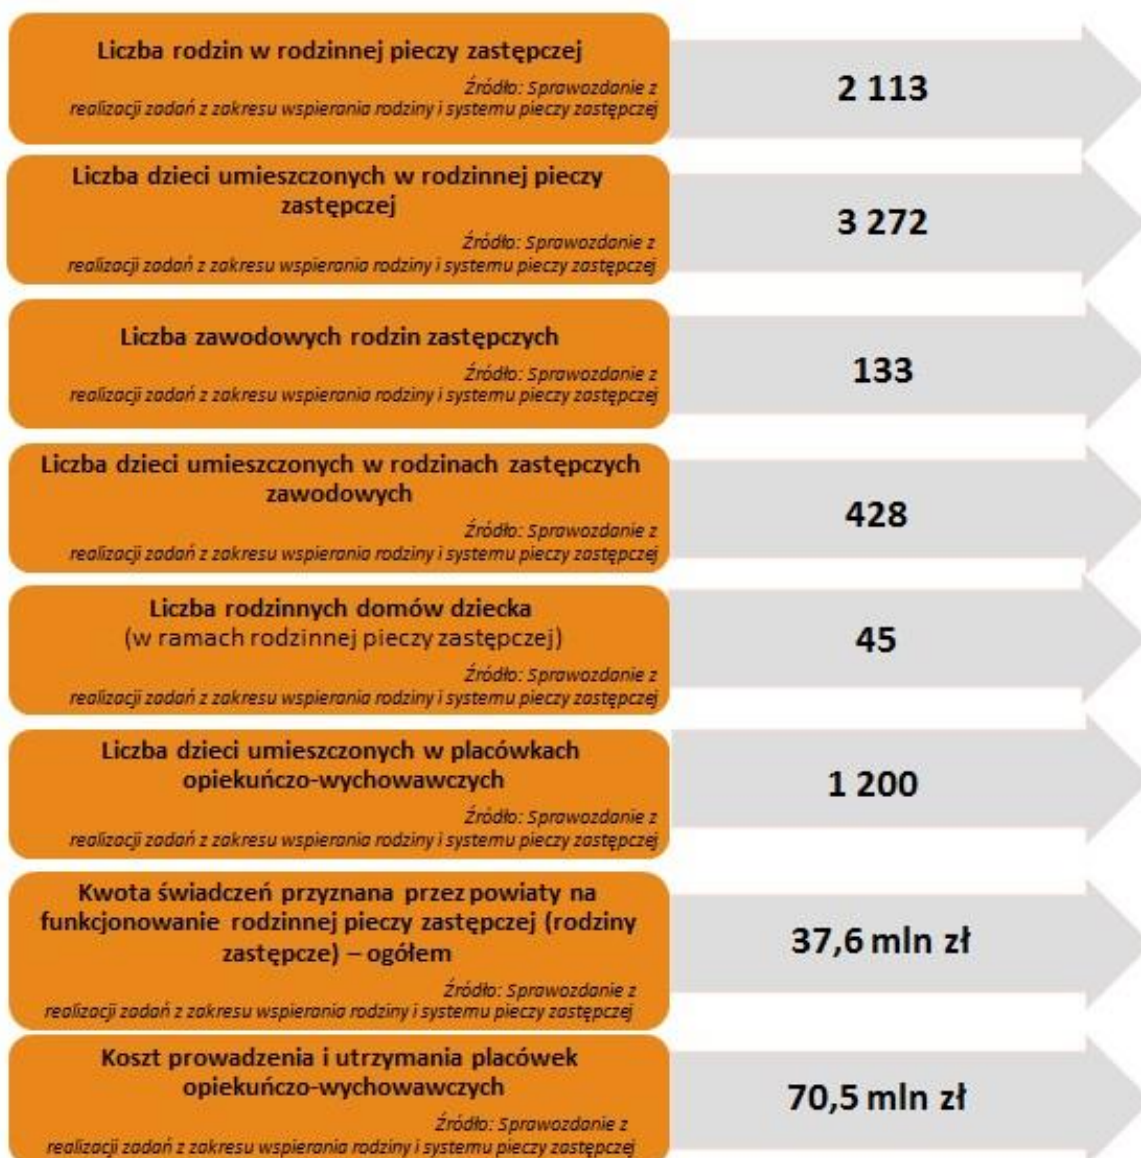 Liczba rodzin w rodzinnej pieczy zastępczej
Źródło: Sprawozdanie z
realizacji zadań z zakresu wspierania rodziny i systemu pieczy zastępczej
2 113
Liczba dzieci umieszczonych w rodzinnej pieczy
zastępczej
Źródło: Sprawozdanie z
realizacji zadań z zakresu wspierania rodziny i systemu pieczy zastępczej
3 272
Liczba zawodowych rodzin zastępczych
Źródło: Sprawozdanie z
realizacji zadań z zakresu wspierania rodziny i systemu pieczy zastępczej
133
Liczba dzieci umieszczonych w rodzinach zastępczych
zawodowych
Źródło: Sprawozdanie z
realizacji zadań z zakresu wspierania rodziny i systemu pieczy zastępczej
428
Liczba rodzinnych domów dziecka
(w ramach rodzinnej pieczy zastępczej)
Źródło: Sprawozdanie z
realizacji zadań z zakresu wspierania rodziny i systemu pieczy zastępczej
45
Liczba dzieci umieszczonych w placówkach
opiekuńczo-wychowawczych
Źródło: Sprawozdanie z
realizacji zadań z zakresu wspierania rodziny i systemu pieczy zastępczej
1 200
Kwota świadczeń przyznana przez powiaty na
funkcjonowanie rodzinnej pieczy zastępczej (rodziny
zastępcze) – ogółem
Źródło: Sprawozdanie z
realizacji zadań z zakresu wspierania rodziny i systemu pieczy zastępczej
37,6 mln zł
Koszt prowadzenia i utrzymania placówek
opiekuńczo-wychowawczych
Źródło: Sprawozdanie z
realizacji zadań z zakresu wspierania rodziny i systemu pieczy zastępczej
70,5 mln zł